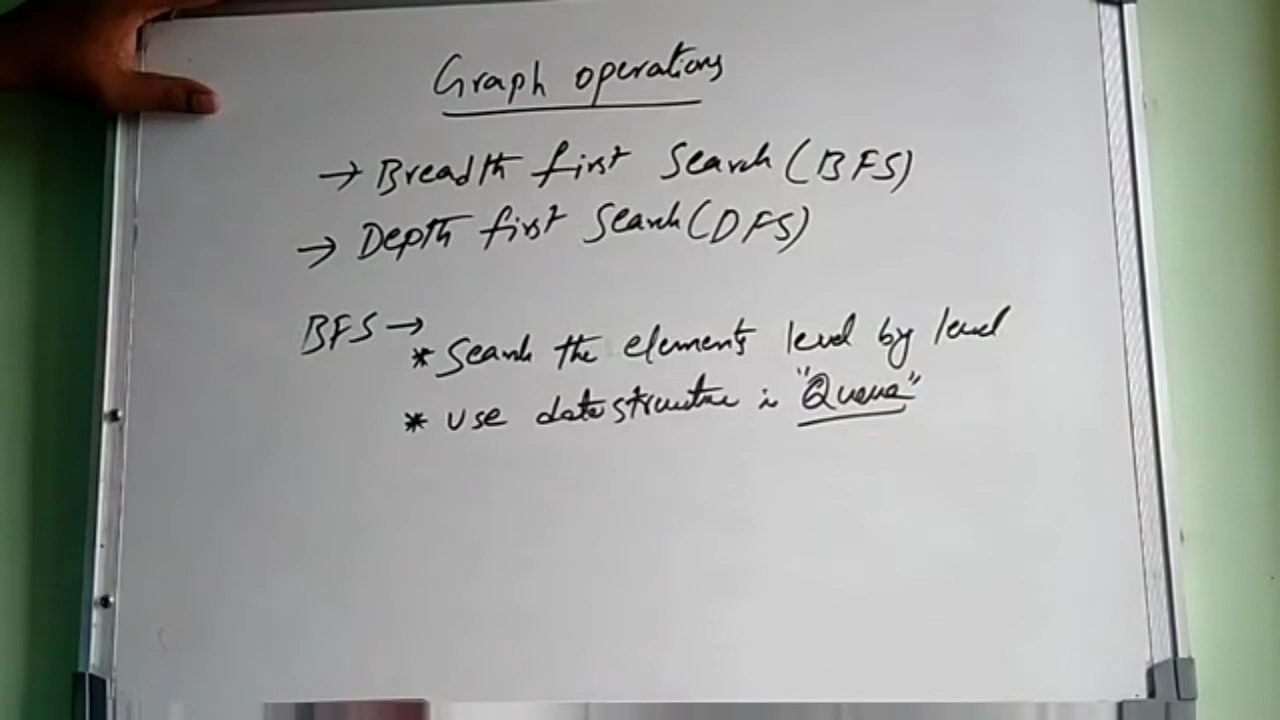 Graph operations
→ Breadth first Search (BFS)
→ Depth first Search (DFS)
BFS →
* Search the elements level by level
* Use data structure is "Queue"